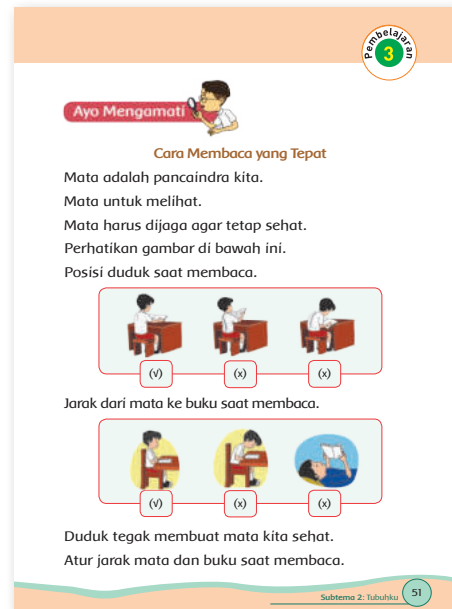 Pembelajaran
3
Ayo Mengamati
Cara Membaca yang Tepat
Mata adalah pancaindra kita.
Mata untuk melihat.
Mata harus dijaga agar tetap sehat.
Perhatikan gambar di bawah ini.
Posisi duduk saat membaca.
(√) (x) (x)
Jarak dari mata ke buku saat membaca.
(√) (x) (x)
Duduk tegak membuat mata kita sehat.
Atur jarak mata dan buku saat membaca.
Subtema 2: Tubuhku 51